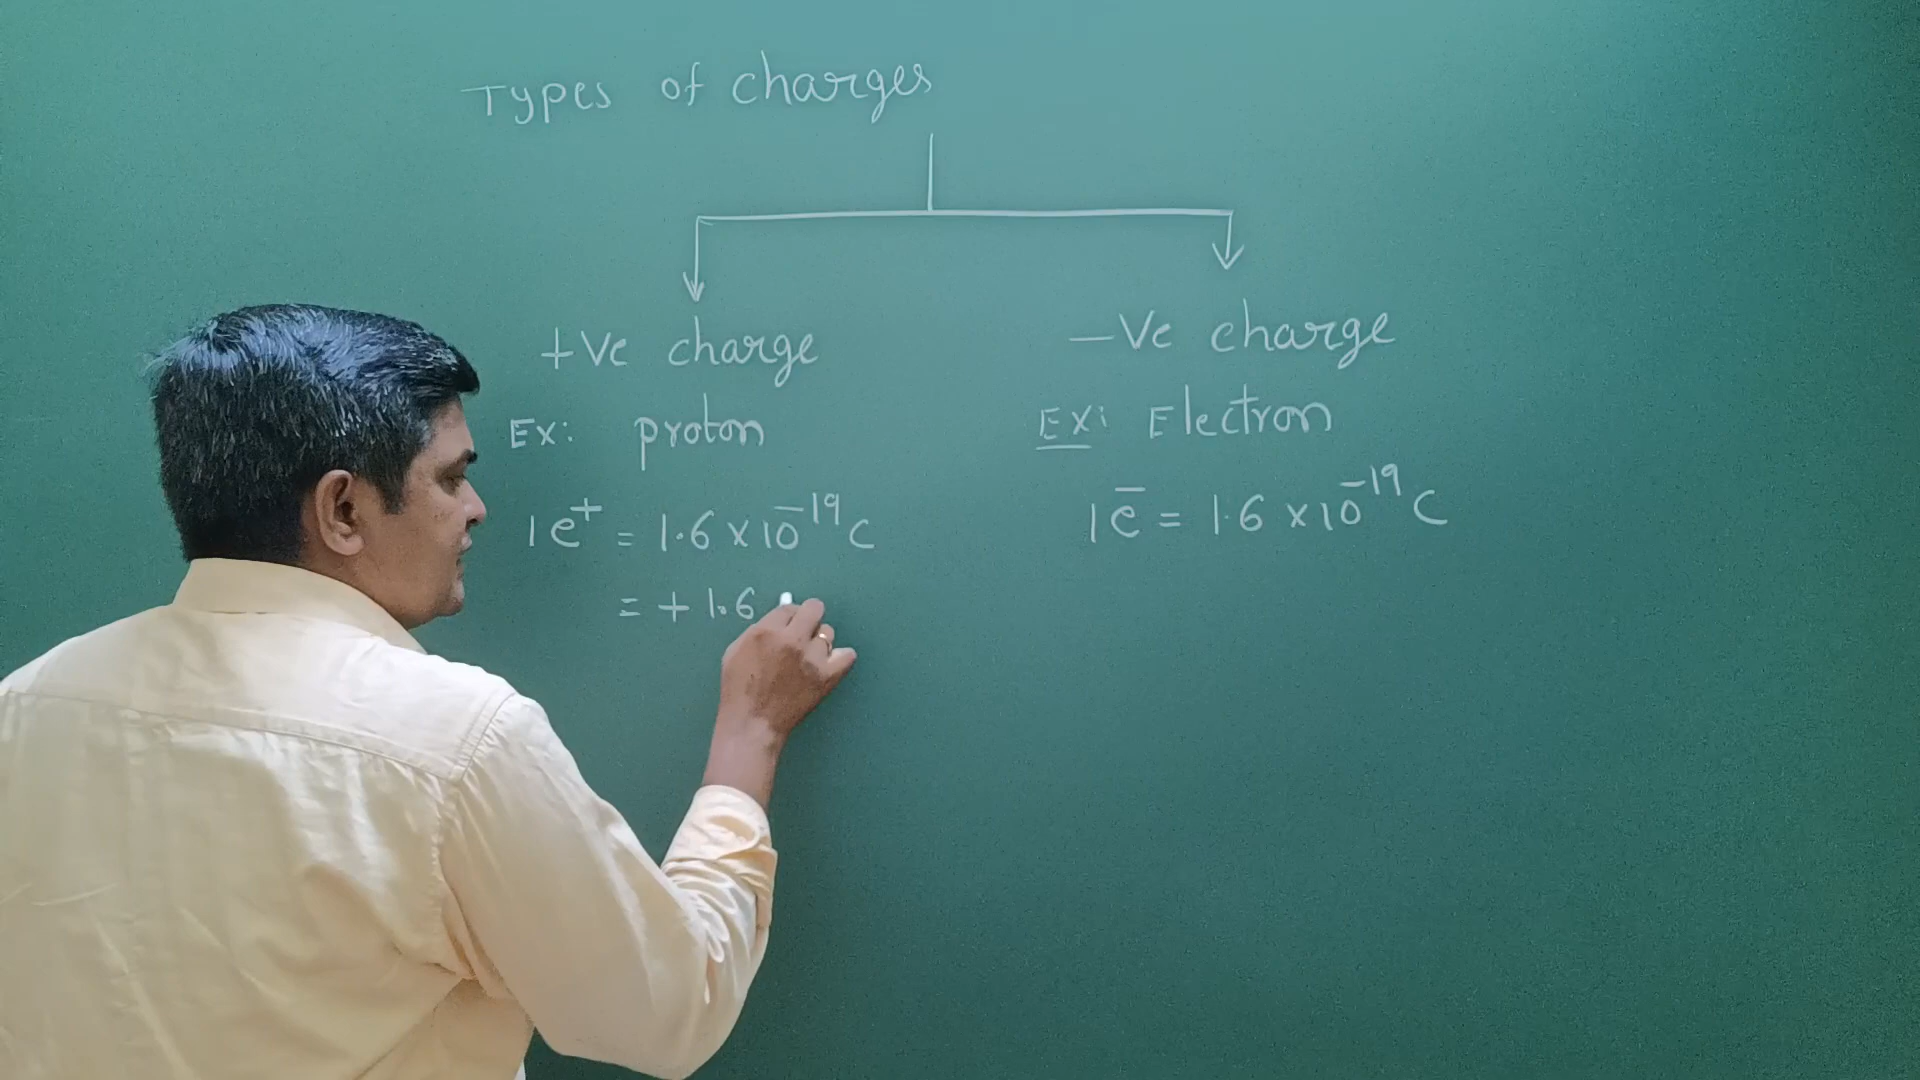 Types of charges
+Ve charge
Ex: proton
1e⁺ = 1.6 × 10⁻¹⁹ C
= + 1.6
−Ve charge
Ex: Electron
1e⁻ = 1.6 × 10⁻¹⁹ C